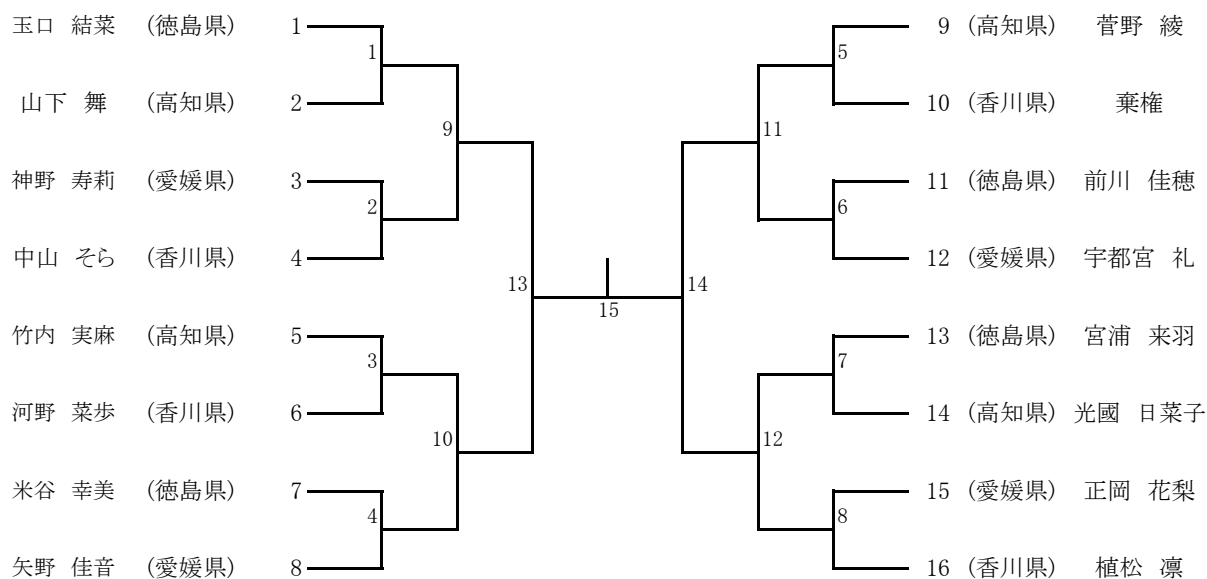 玉口 結菜 (徳島県) 1
山下 舞 (高知県) 2
神野 寿莉 (愛媛県) 3
中山 そら (香川県) 4
竹内 実麻 (高知県) 5
河野 菜歩 (香川県) 6
米谷 幸美 (徳島県) 7
矢野 佳音 (愛媛県) 8
1
2
3
4
9
10
13
15
14
11
12
5
6
7
8
9 (高知県) 菅野 綾
10 (香川県) 棄権
11 (徳島県) 前川 佳穂
12 (愛媛県) 宇都宮 礼
13 (徳島県) 宮浦 来羽
14 (高知県) 光國 日菜子
15 (愛媛県) 正岡 花梨
16 (香川県) 植松 凛